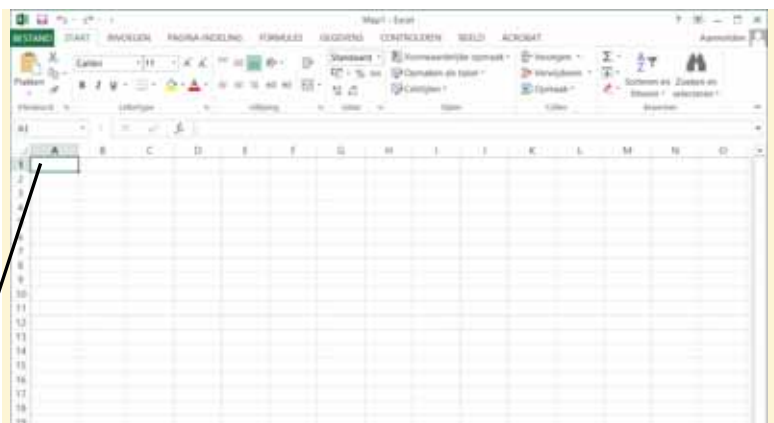 Map1 - Excel
BESTAND START INVOEGEN PAGINA-INDELING FORMULES GEGEVENS CONTROLEREN BEELD ACROBAT Aanmelden
Calibri 11 Standaard Voorwaardelijke opmaak Invoegen
Plakken B I U Opmaken als tabel Verwijderen Sorteren en Zoeken en
Celstijlen Opmaak filteren selecteren
Klembord Lettertype Uitlijning Getal Stijlen Cellen Bewerken
A1 fx
A B C D E F G H I J K L M N O
1
2
3
4
5
6
7
8
9
10
11
12
13
14
15
16
17
18
19